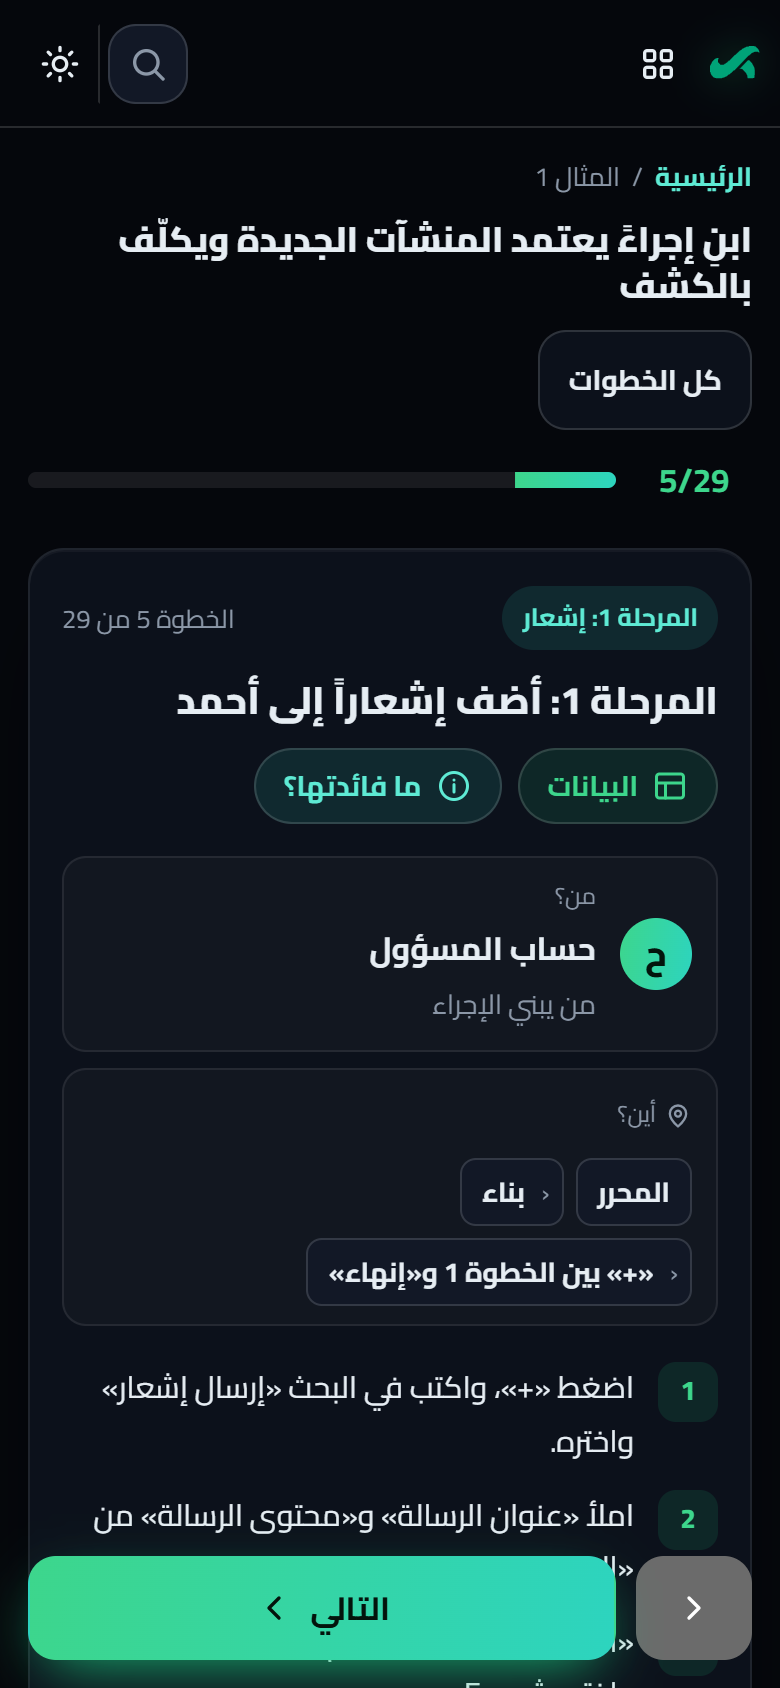 الرئيسية / المثال 1
ابنِ إجراءً يعتمد المنشآت الجديدة ويكلّف
بالكشف
كل الخطوات
5/29
المرحلة 1: إشعار
الخطوة 5 من 29
المرحلة 1: أضف إشعاراً إلى أحمد
البيانات
ما فائدتها؟
من؟
ح
حساب المسؤول
من يبني الإجراء
أين؟
المحرر
‹ بناء
‹ «+» بين الخطوة 1 و«إنهاء»
1 اضغط «+»، واكتب في البحث «إرسال إشعار»
واختره.
2 املأ «عنوان الرسالة» و«محتوى الرسالة» من
التالي